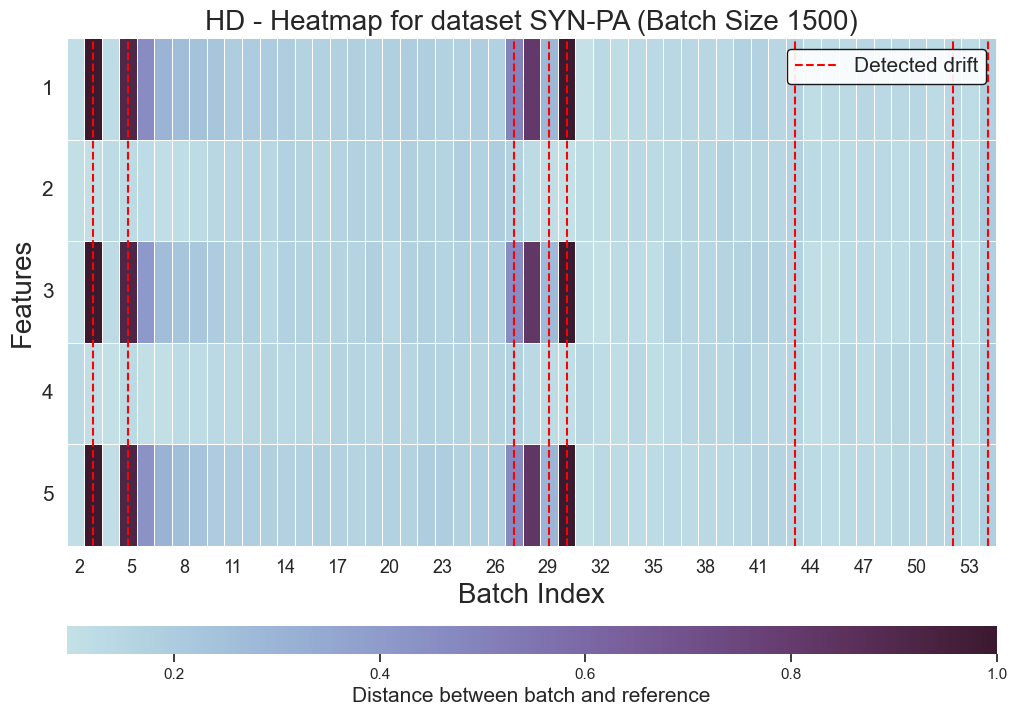 HD - Heatmap for dataset SYN-PA (Batch Size 1500)
Detected drift
Features
1
2
3
4
5
2 5 8 11 14 17 20 23 26 29 32 35 38 41 44 47 50 53
Batch Index
0.2 0.4 0.6 0.8 1.0
Distance between batch and reference